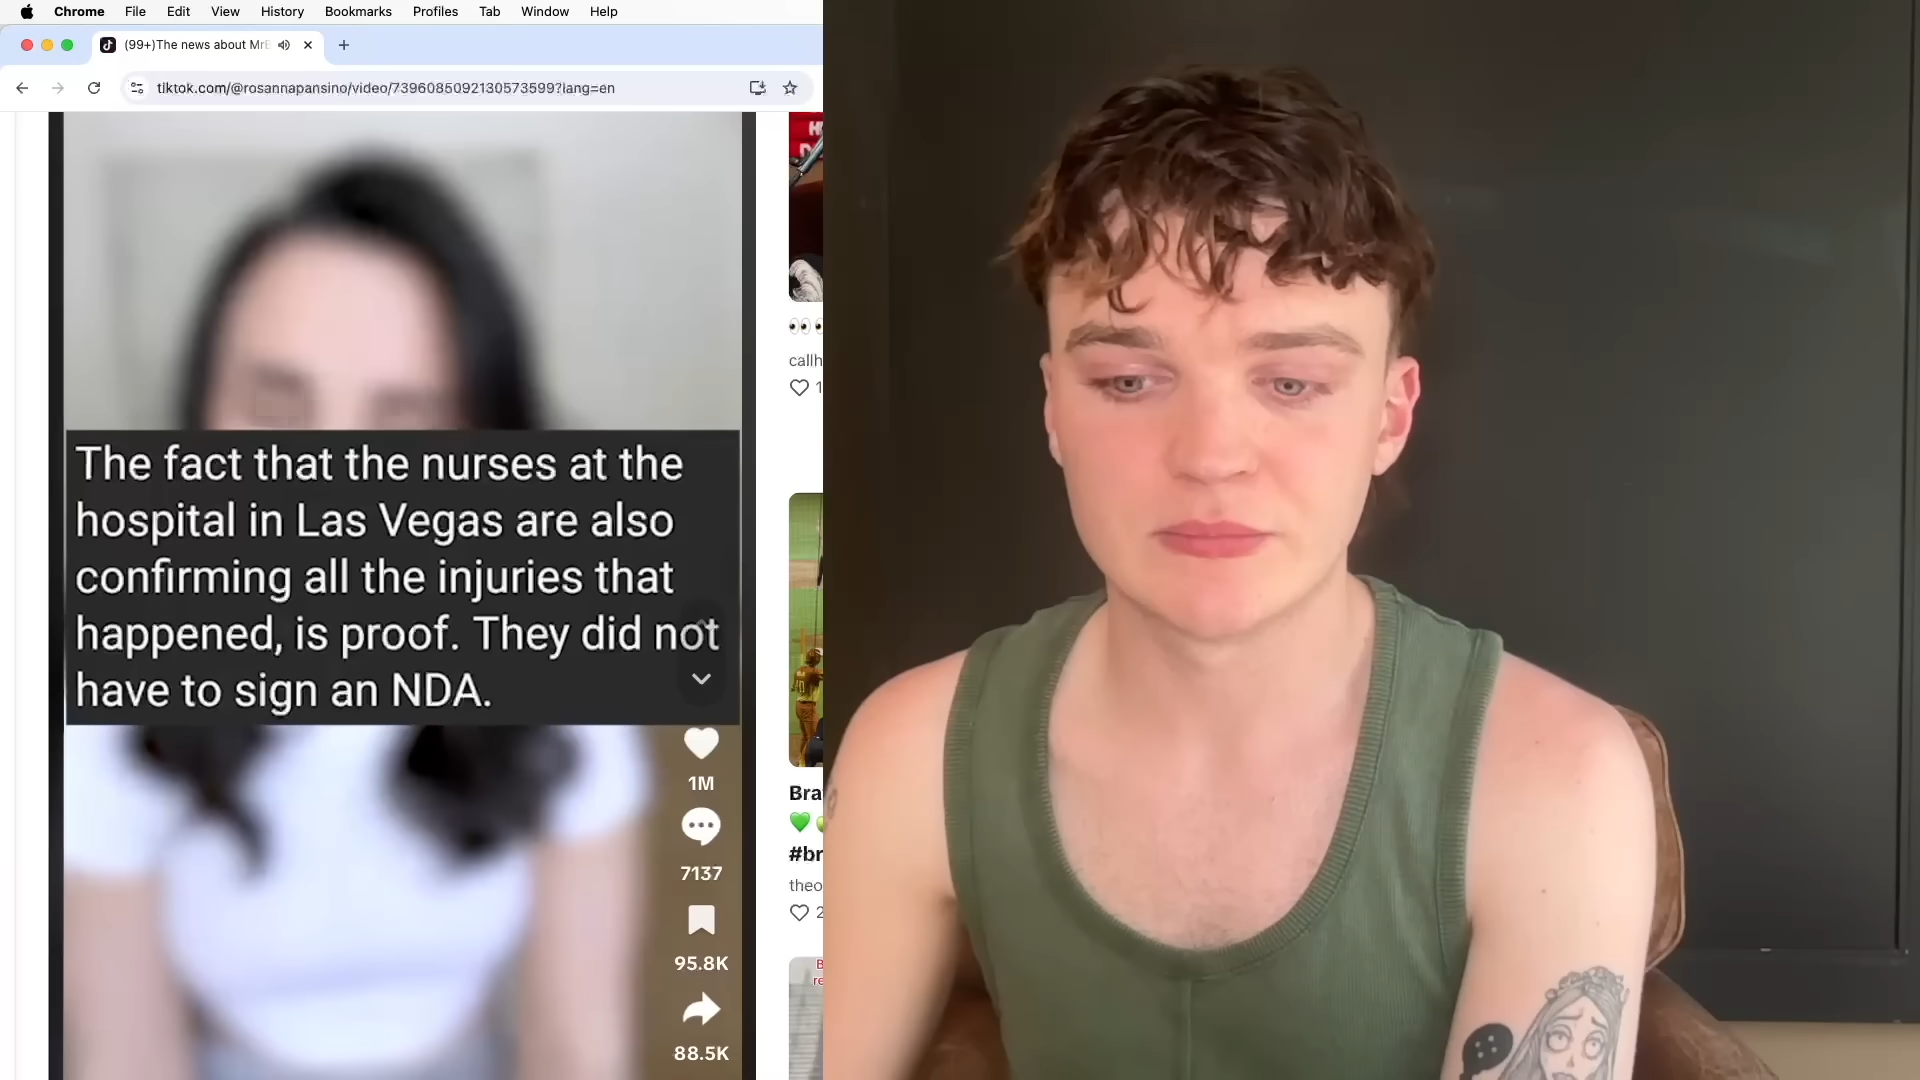 Chrome File Edit View History Bookmarks Profiles Tab Window Help
(99+)The news about MrB
tiktok.com/@rosannapansino/video/7396085092130573599?lang=en
The fact that the nurses at the
hospital in Las Vegas are also
confirming all the injuries that
happened, is proof. They did not
have to sign an NDA.
1M
7137
95.8K
88.5K
callh
1
Bra
#br
theo
2